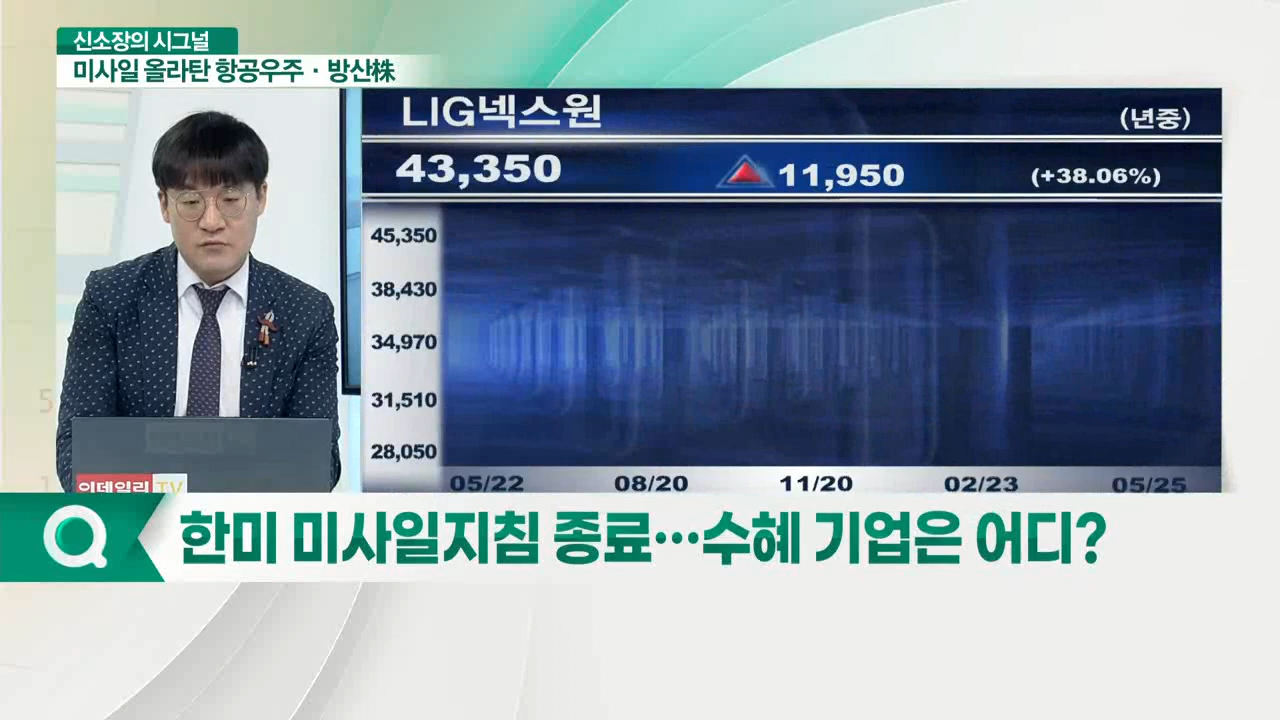 신소장의 시그널
미사일 올라탄 항공우주 · 방산株
LIG넥스원
(년중)
43,350
11,950
(+38.06%)
45,350
38,430
34,970
31,510
28,050
05/22 08/20 11/20 02/23 05/25
이데일리 TV
한미 미사일지침 종료…수혜 기업은 어디?